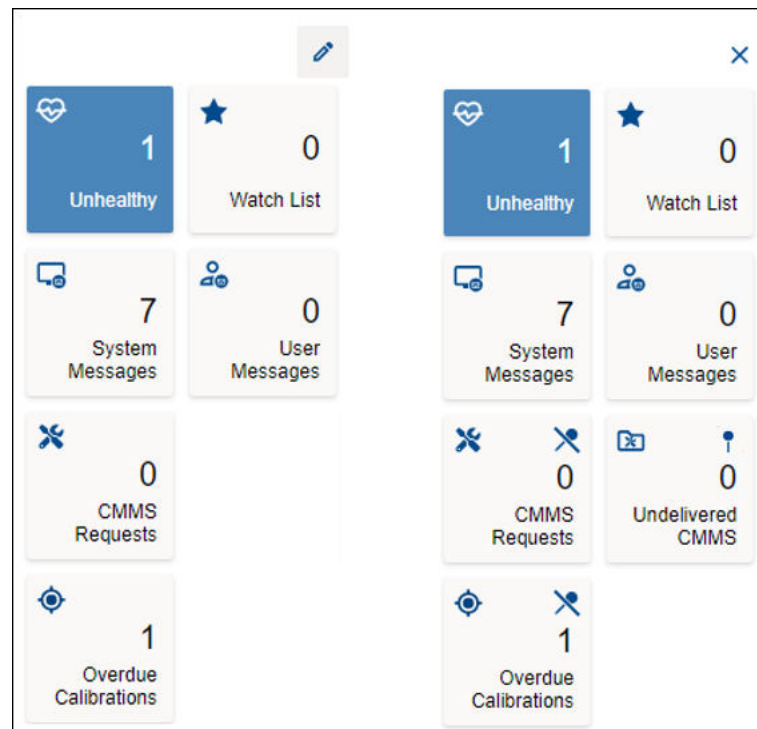 1
Unhealthy
0
Watch List
7
System
Messages
0
User
Messages
0
CMMS
Requests
1
Overdue
Calibrations
1
Unhealthy
0
Watch List
7
System
Messages
0
User
Messages
0
CMMS
Requests
0
Undelivered
CMMS
1
Overdue
Calibrations